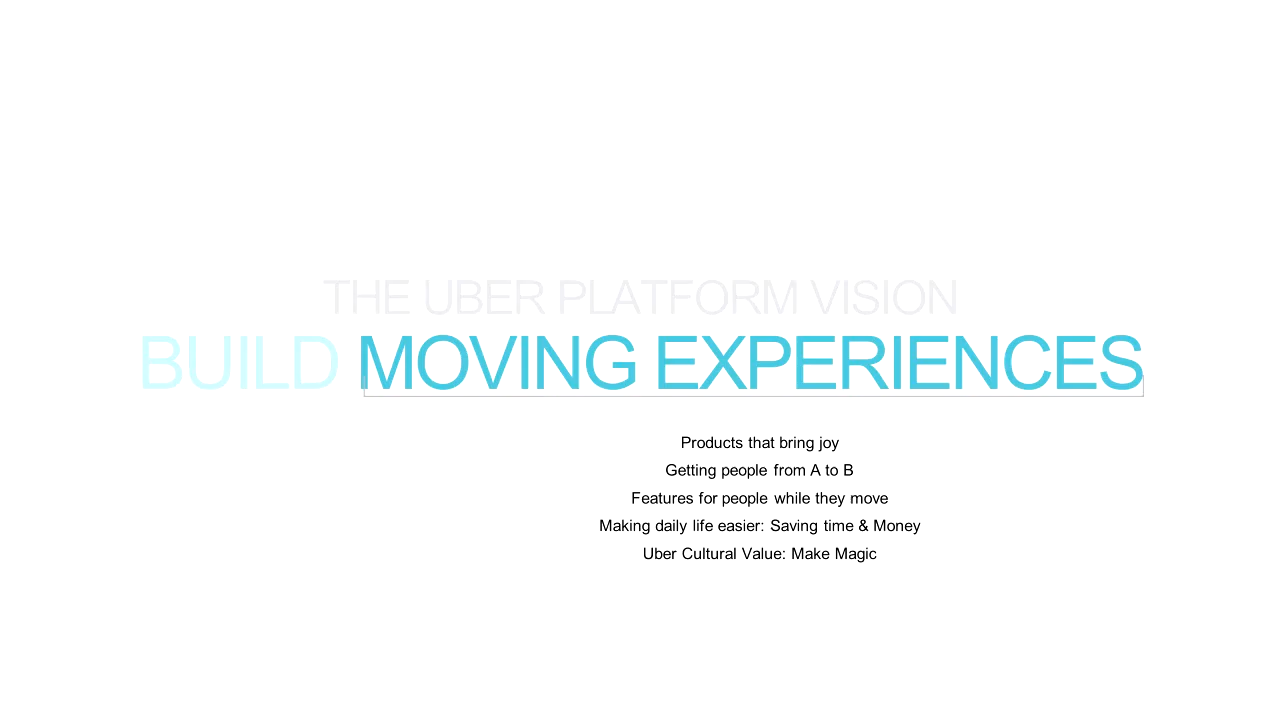 THE UBER PLATFORM VISION
BUILD MOVING EXPERIENCES
Products that bring joy
Getting people from A to B
Features for people while they move
Making daily life easier: Saving time & Money
Uber Cultural Value: Make Magic